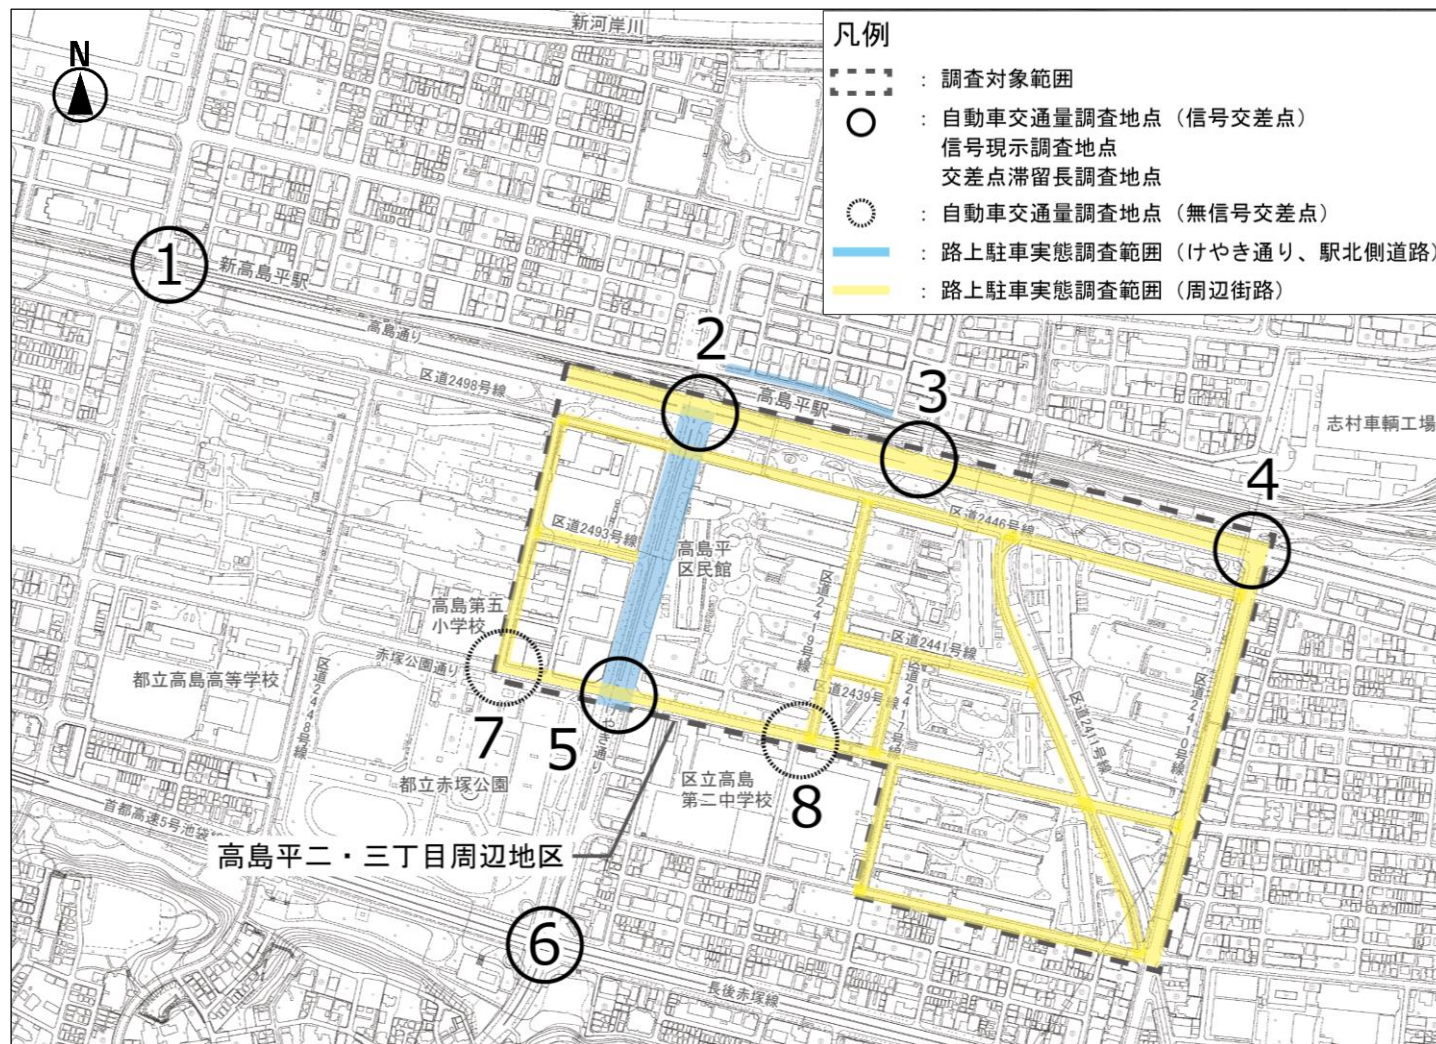 新河岸川
N
凡例
： 調査対象範囲
： 自動車交通量調査地点（信号交差点）
信号現示調査地点
交差点滞留長調査地点
： 自動車交通量調査地点（無信号交差点）
： 路上駐車実態調査範囲（けやき通り、駅北側道路）
： 路上駐車実態調査範囲（周辺街路）
1
新高島平駅
高島通り
区道2498号線
2
高島平駅
3
志村車輌工場
4
区道2446号線
区道2493号線
高島平
区民館
高島第五
小学校
赤塚公園通り
都立高島高等学校
区道2448号線
区道2441号線
区道2439号線
区道2417号線
区道2411号線
区道2410号線
7
5
8
都立赤塚公園
区立高島
第二中学校
首都高速5号池袋線
高島平二・三丁目周辺地区
6
長後赤塚線